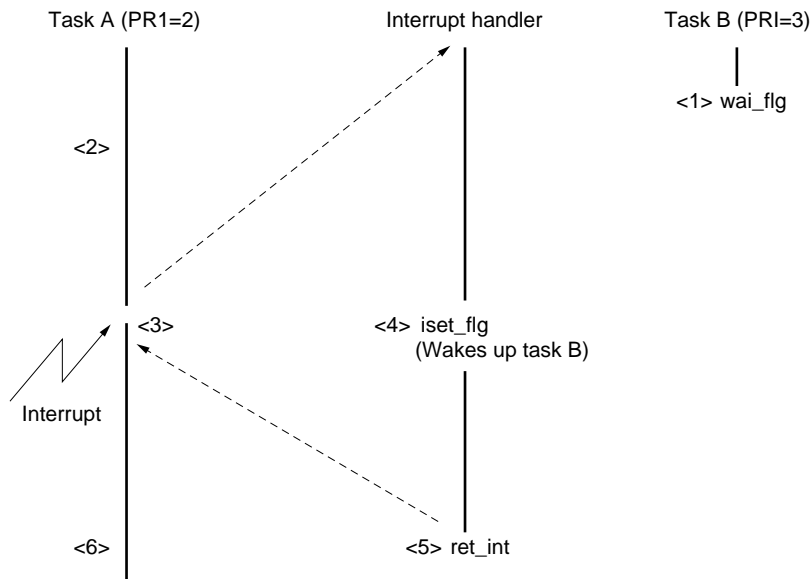 Task A (PR1=2)
Interrupt handler
Task B (PRI=3)
<1> wai_flg
<2>
<3>
<4> iset_flg
(Wakes up task B)
Interrupt
<6>
<5> ret_int